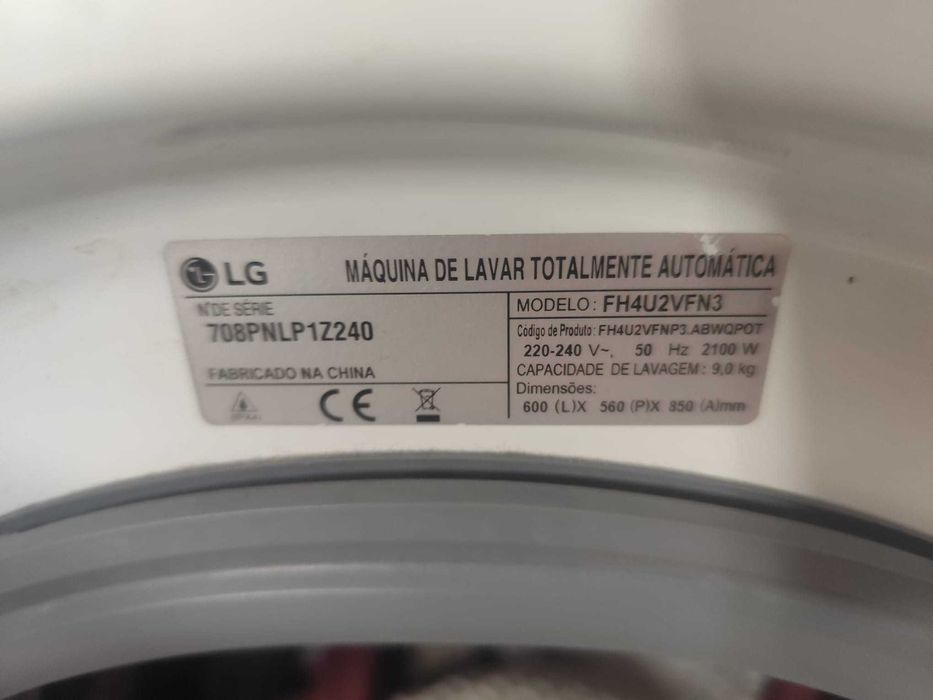 LG MÁQUINA DE LAVAR TOTALMENTE AUTOMÁTICA
N°DE SÉRIE
708PNLP1Z240
FABRICADO NA CHINA
CE
MODELO: FH4U2VFN3
Código de Produto: FH4U2VFNP3.ABWQPOT
220-240 V~, 50 Hz 2100 W
CAPACIDADE DE LAVAGEM: 9,0 kg
Dimensões:
600 (L)X 560 (P)X 850 (A)mm